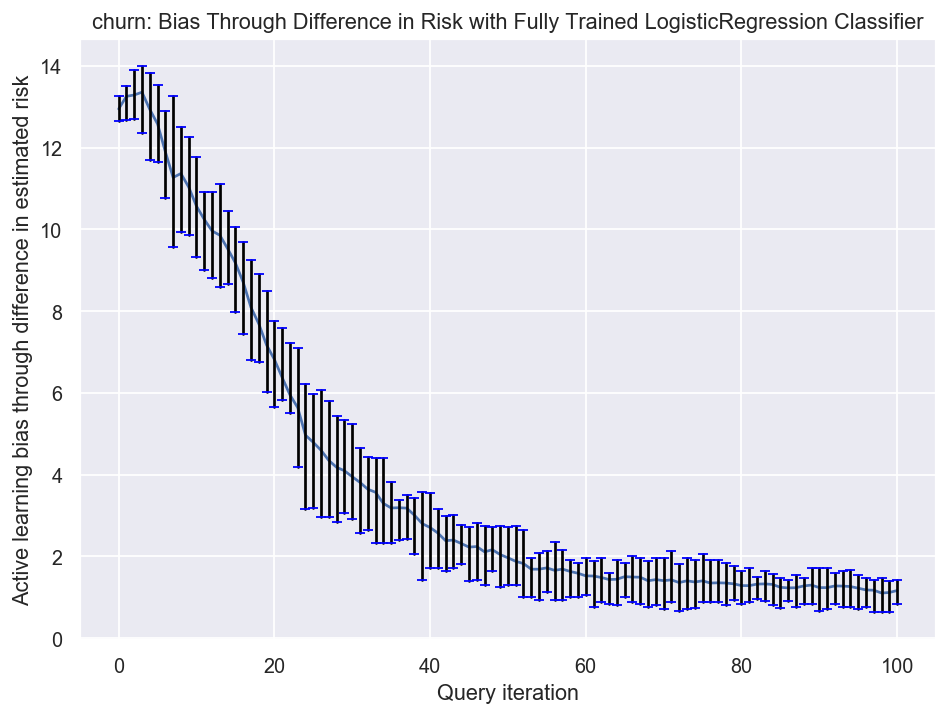 churn: Bias Through Difference in Risk with Fully Trained LogisticRegression Classifier
Active learning bias through difference in estimated risk
14
12
10
8
6
4
2
0
0 20 40 60 80 100
Query iteration